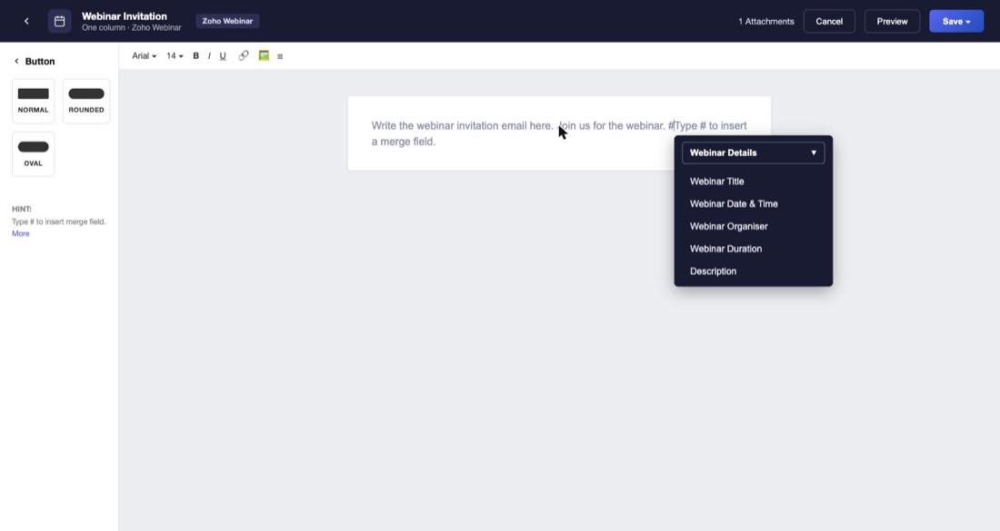 Webinar Invitation
One column · Zoho Webinar
Zoho Webinar
1 Attachments
Cancel
Preview
Save
Button
Arial
14
B
I
U
NORMAL
ROUNDED
OVAL
HINT:
Type # to insert merge field.
More
Write the webinar invitation email here. Join us for the webinar. #Type # to insert
a merge field.
Webinar Details
Webinar Title
Webinar Date & Time
Webinar Organiser
Webinar Duration
Description